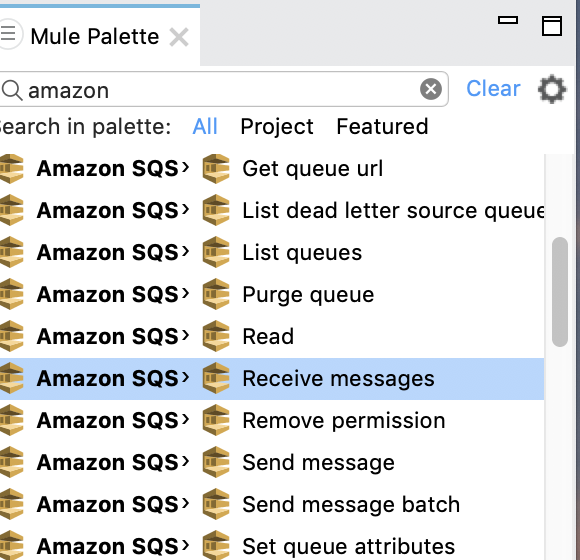 Mule Palette
amazon Clear
Search in palette: All Project Featured
Amazon SQS› Get queue url
Amazon SQS› List dead letter source queue
Amazon SQS› List queues
Amazon SQS› Purge queue
Amazon SQS› Read
Amazon SQS› Receive messages
Amazon SQS› Remove permission
Amazon SQS› Send message
Amazon SQS› Send message batch
Amazon SQS› Set queue attributes